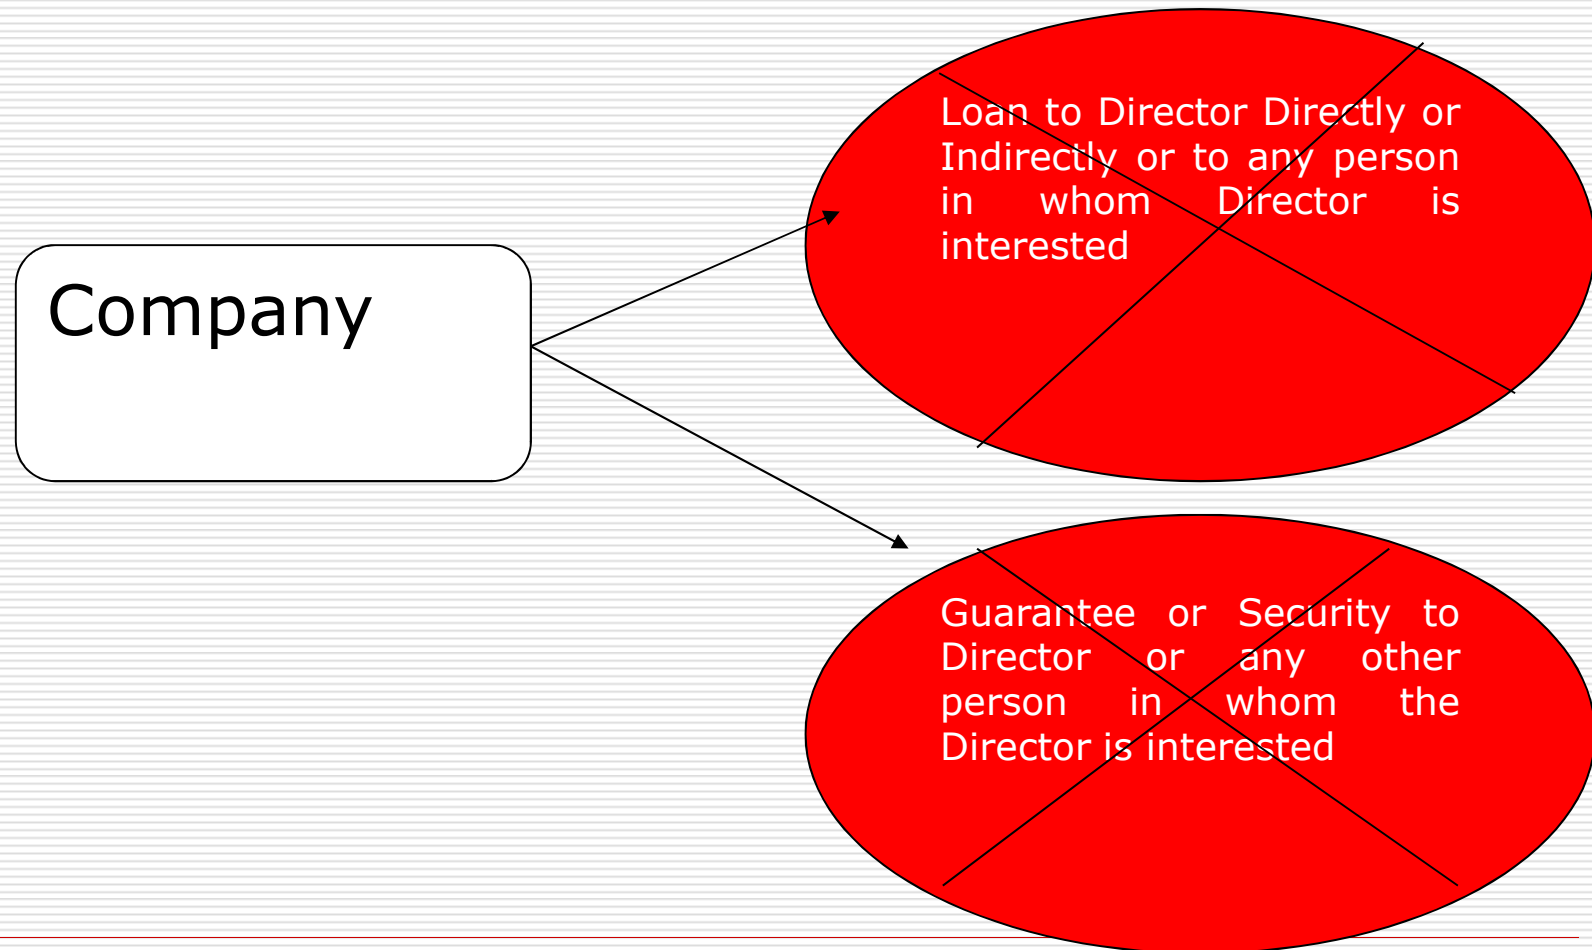 Company
Loan to Director Directly or
Indirectly or to any person
in whom Director is
interested
Guarantee or Security to
Director or any other
person in whom the
Director is interested